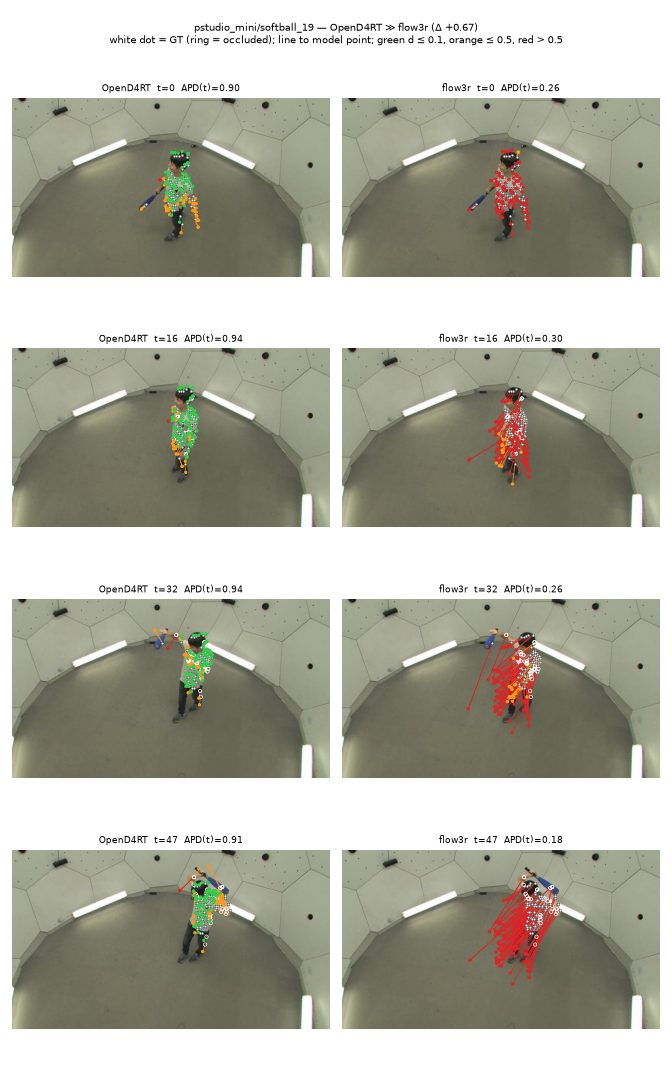 pstudio_mini/softball_19 — OpenD4RT ≫ flow3r (Δ +0.67)
white dot = GT (ring = occluded); line to model point; green d ≤ 0.1, orange ≤ 0.5, red > 0.5
OpenD4RT  t=0  APD(t)=0.90
flow3r  t=0  APD(t)=0.26
OpenD4RT  t=16  APD(t)=0.94
flow3r  t=16  APD(t)=0.30
OpenD4RT  t=32  APD(t)=0.94
flow3r  t=32  APD(t)=0.26
OpenD4RT  t=47  APD(t)=0.91
flow3r  t=47  APD(t)=0.18